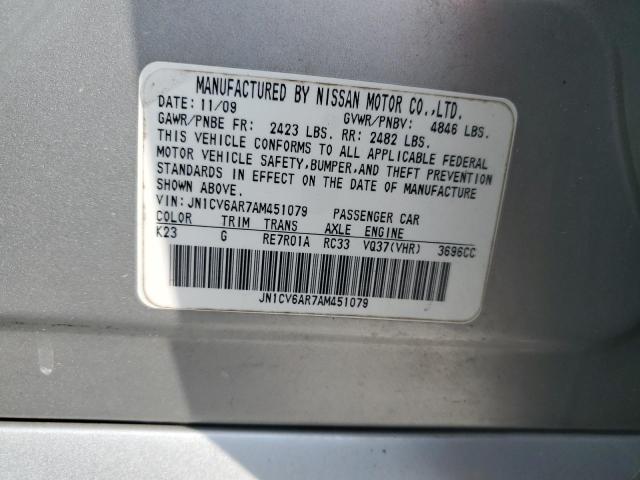 MANUFACTURED BY NISSAN MOTOR CO.,LTD.
DATE: 11/09 GVWR/PNBV: 4846 LBS.
GAWR/PNBE FR: 2423 LBS. RR: 2482 LBS.
THIS VEHICLE CONFORMS TO ALL APPLICABLE FEDERAL
MOTOR VEHICLE SAFETY,BUMPER,AND THEFT PREVENTION
STANDARDS IN EFFECT ON THE DATE OF MANUFACTURE
SHOWN ABOVE.
VIN: JN1CV6AR7AM451079 PASSENGER CAR
COLOR TRIM TRANS AXLE ENGINE
K23 G RE7R01A RC33 VQ37(VHR) 3696CC
JN1CV6AR7AM451079